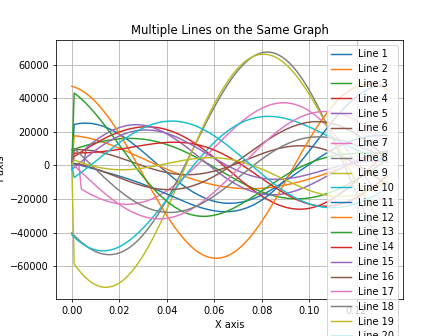 Multiple Lines on the Same Graph
60000
40000
20000
0
−20000
−40000
−60000
0.00
0.02
0.04
0.06
0.08
0.10
X axis
Line 1
Line 2
Line 3
Line 4
Line 5
Line 6
Line 7
Line 8
Line 9
Line 10
Line 11
Line 12
Line 13
Line 14
Line 15
Line 16
Line 17
Line 18
Line 19
Line 20